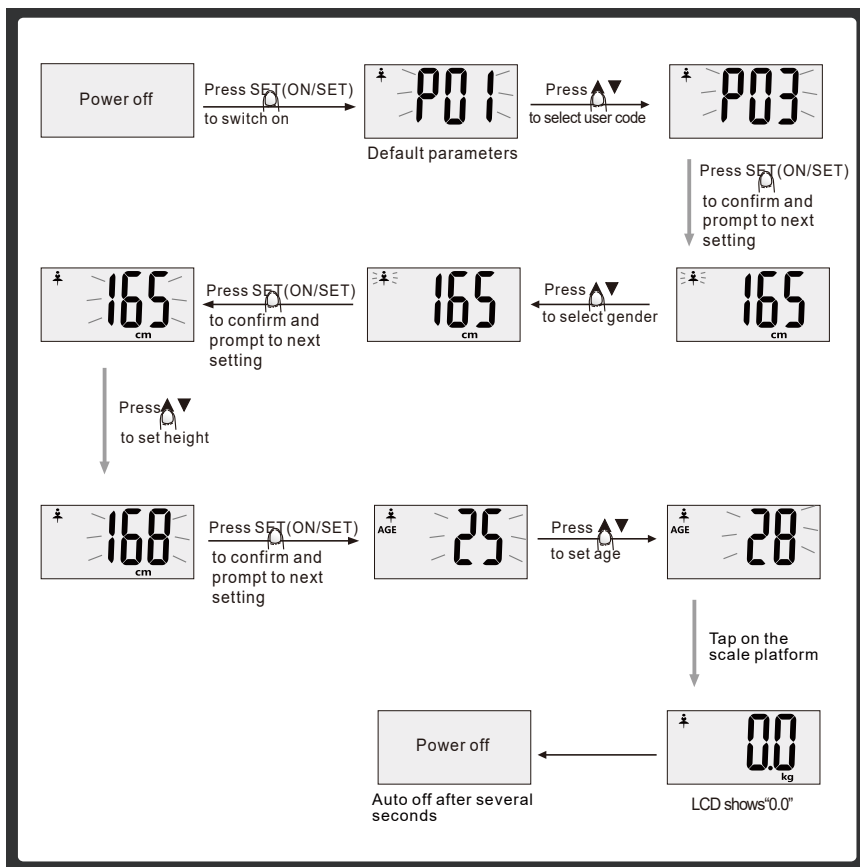 Power off
Press SET(ON/SET)
to switch on
P01
Default parameters
Press ▲ ▼
to select user code
P03
Press SET(ON/SET)
to confirm and
prompt to next
setting
165
cm
Press ▲ ▼
to select gender
165
cm
Press SET(ON/SET)
to confirm and
prompt to next
setting
165
cm
Press ▲ ▼
to set height
168
cm
Press SET(ON/SET)
to confirm and
prompt to next
setting
AGE
25
Press ▲ ▼
to set age
AGE
28
Tap on the
scale platform
0.0
kg
LCD shows“0.0”
Power off
Auto off after several
seconds